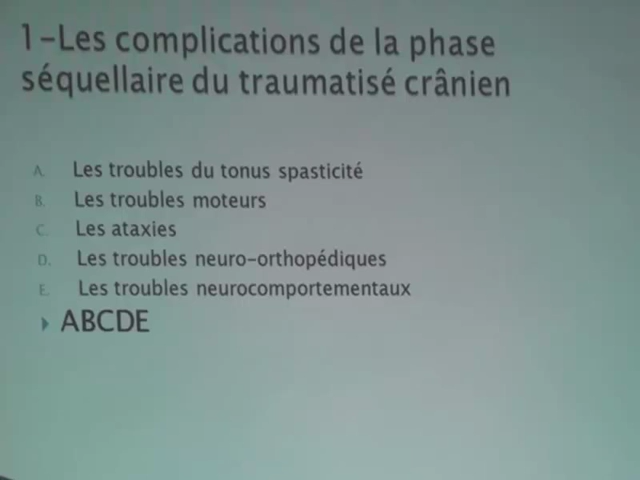 1-Les complications de la phase
séquellaire du traumatisé crânien
A. Les troubles du tonus spasticité
B. Les troubles moteurs
C. Les ataxies
D. Les troubles neuro-orthopédiques
E. Les troubles neurocomportementaux
ABCDE